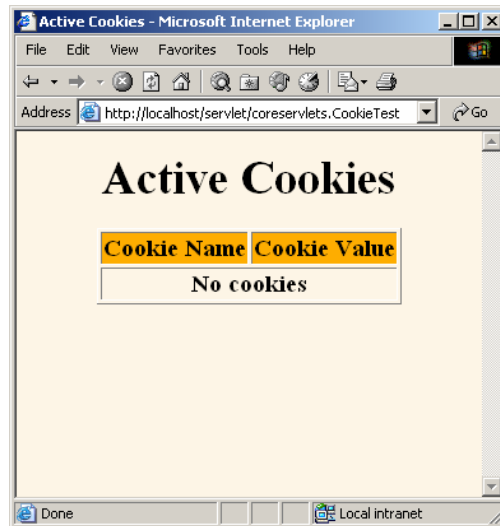 Active Cookies - Microsoft Internet Explorer
File Edit View Favorites Tools Help
Address http://localhost/servlet/coreservlets.CookieTest Go
Active Cookies
Cookie Name Cookie Value
No cookies
Done Local intranet